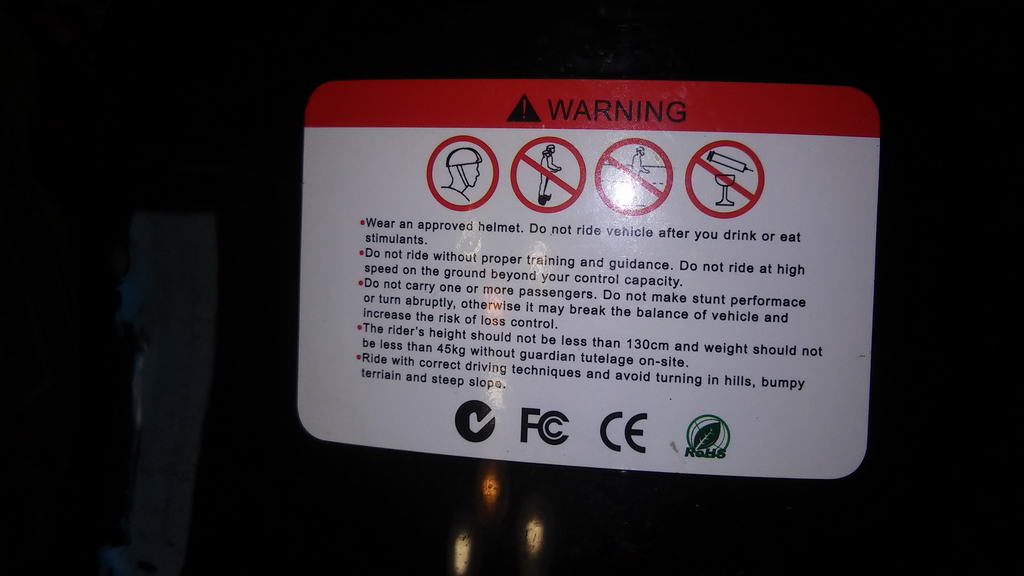 WARNING
•Wear an approved helmet. Do not ride vehicle after you drink or eat
stimulants.
•Do not ride without proper training and guidance. Do not ride at high
speed on the ground beyond your control capacity.
•Do not carry one or more passengers. Do not make stunt performace
or turn abruptly, otherwise it may break the balance of vehicle and
increase the risk of loss control.
•The rider's height should not be less than 130cm and weight should not
be less than 45kg without guardian tutelage on-site.
•Ride with correct driving techniques and avoid turning in hills, bumpy
terriain and steep slope.
FC CE RoHS